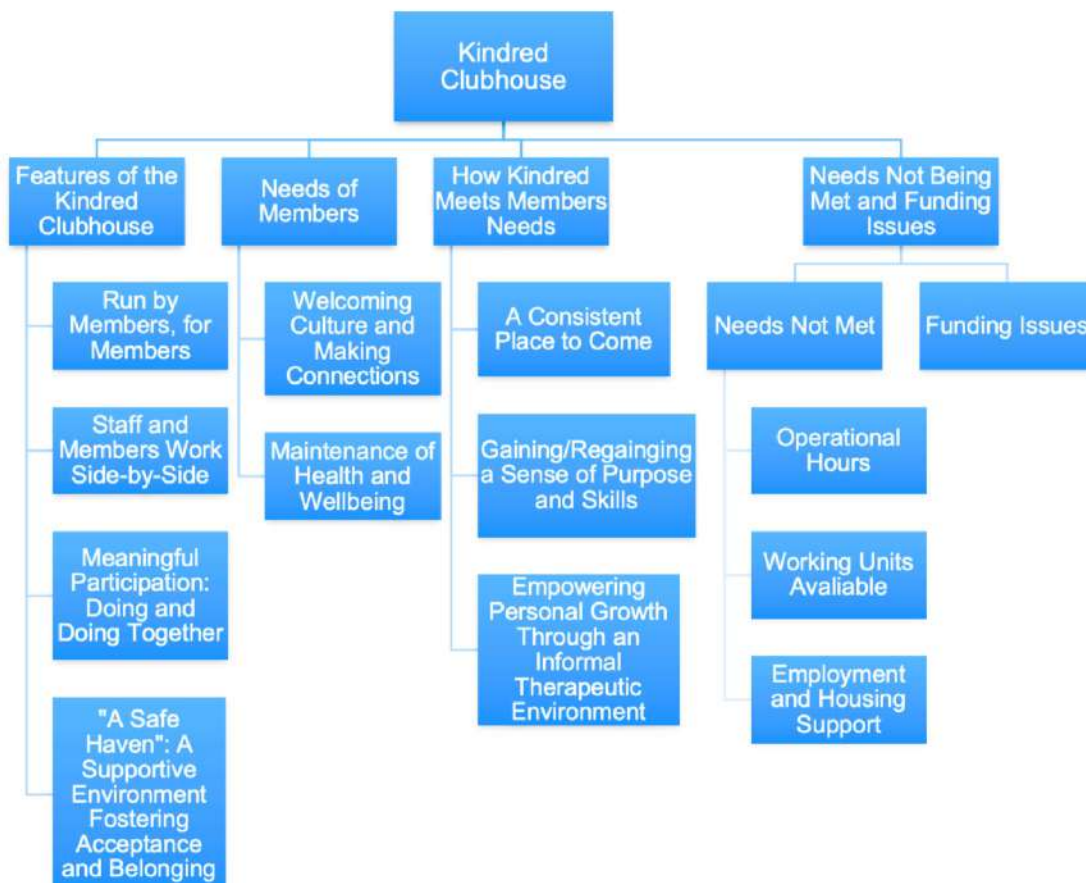 Kindred
Clubhouse
Features of the
Kindred
Clubhouse
Run by
Members, for
Members
Staff and
Members Work
Side-by-Side
Meaningful
Participation:
Doing and
Doing Together
"A Safe
Haven": A
Supportive
Environment
Fostering
Acceptance
and Belonging
Needs of
Members
Welcoming
Culture and
Making
Connections
Maintenance of
Health and
Wellbeing
How Kindred
Meets Members
Needs
A Consistent
Place to Come
Gaining/Regainging
a Sense of Purpose
and Skills
Empowering
Personal Growth
Through an
Informal
Therapeutic
Environment
Needs Not Being
Met and Funding
Issues
Needs Not Met
Operational
Hours
Working Units
Avaliable
Employment
and Housing
Support
Funding Issues